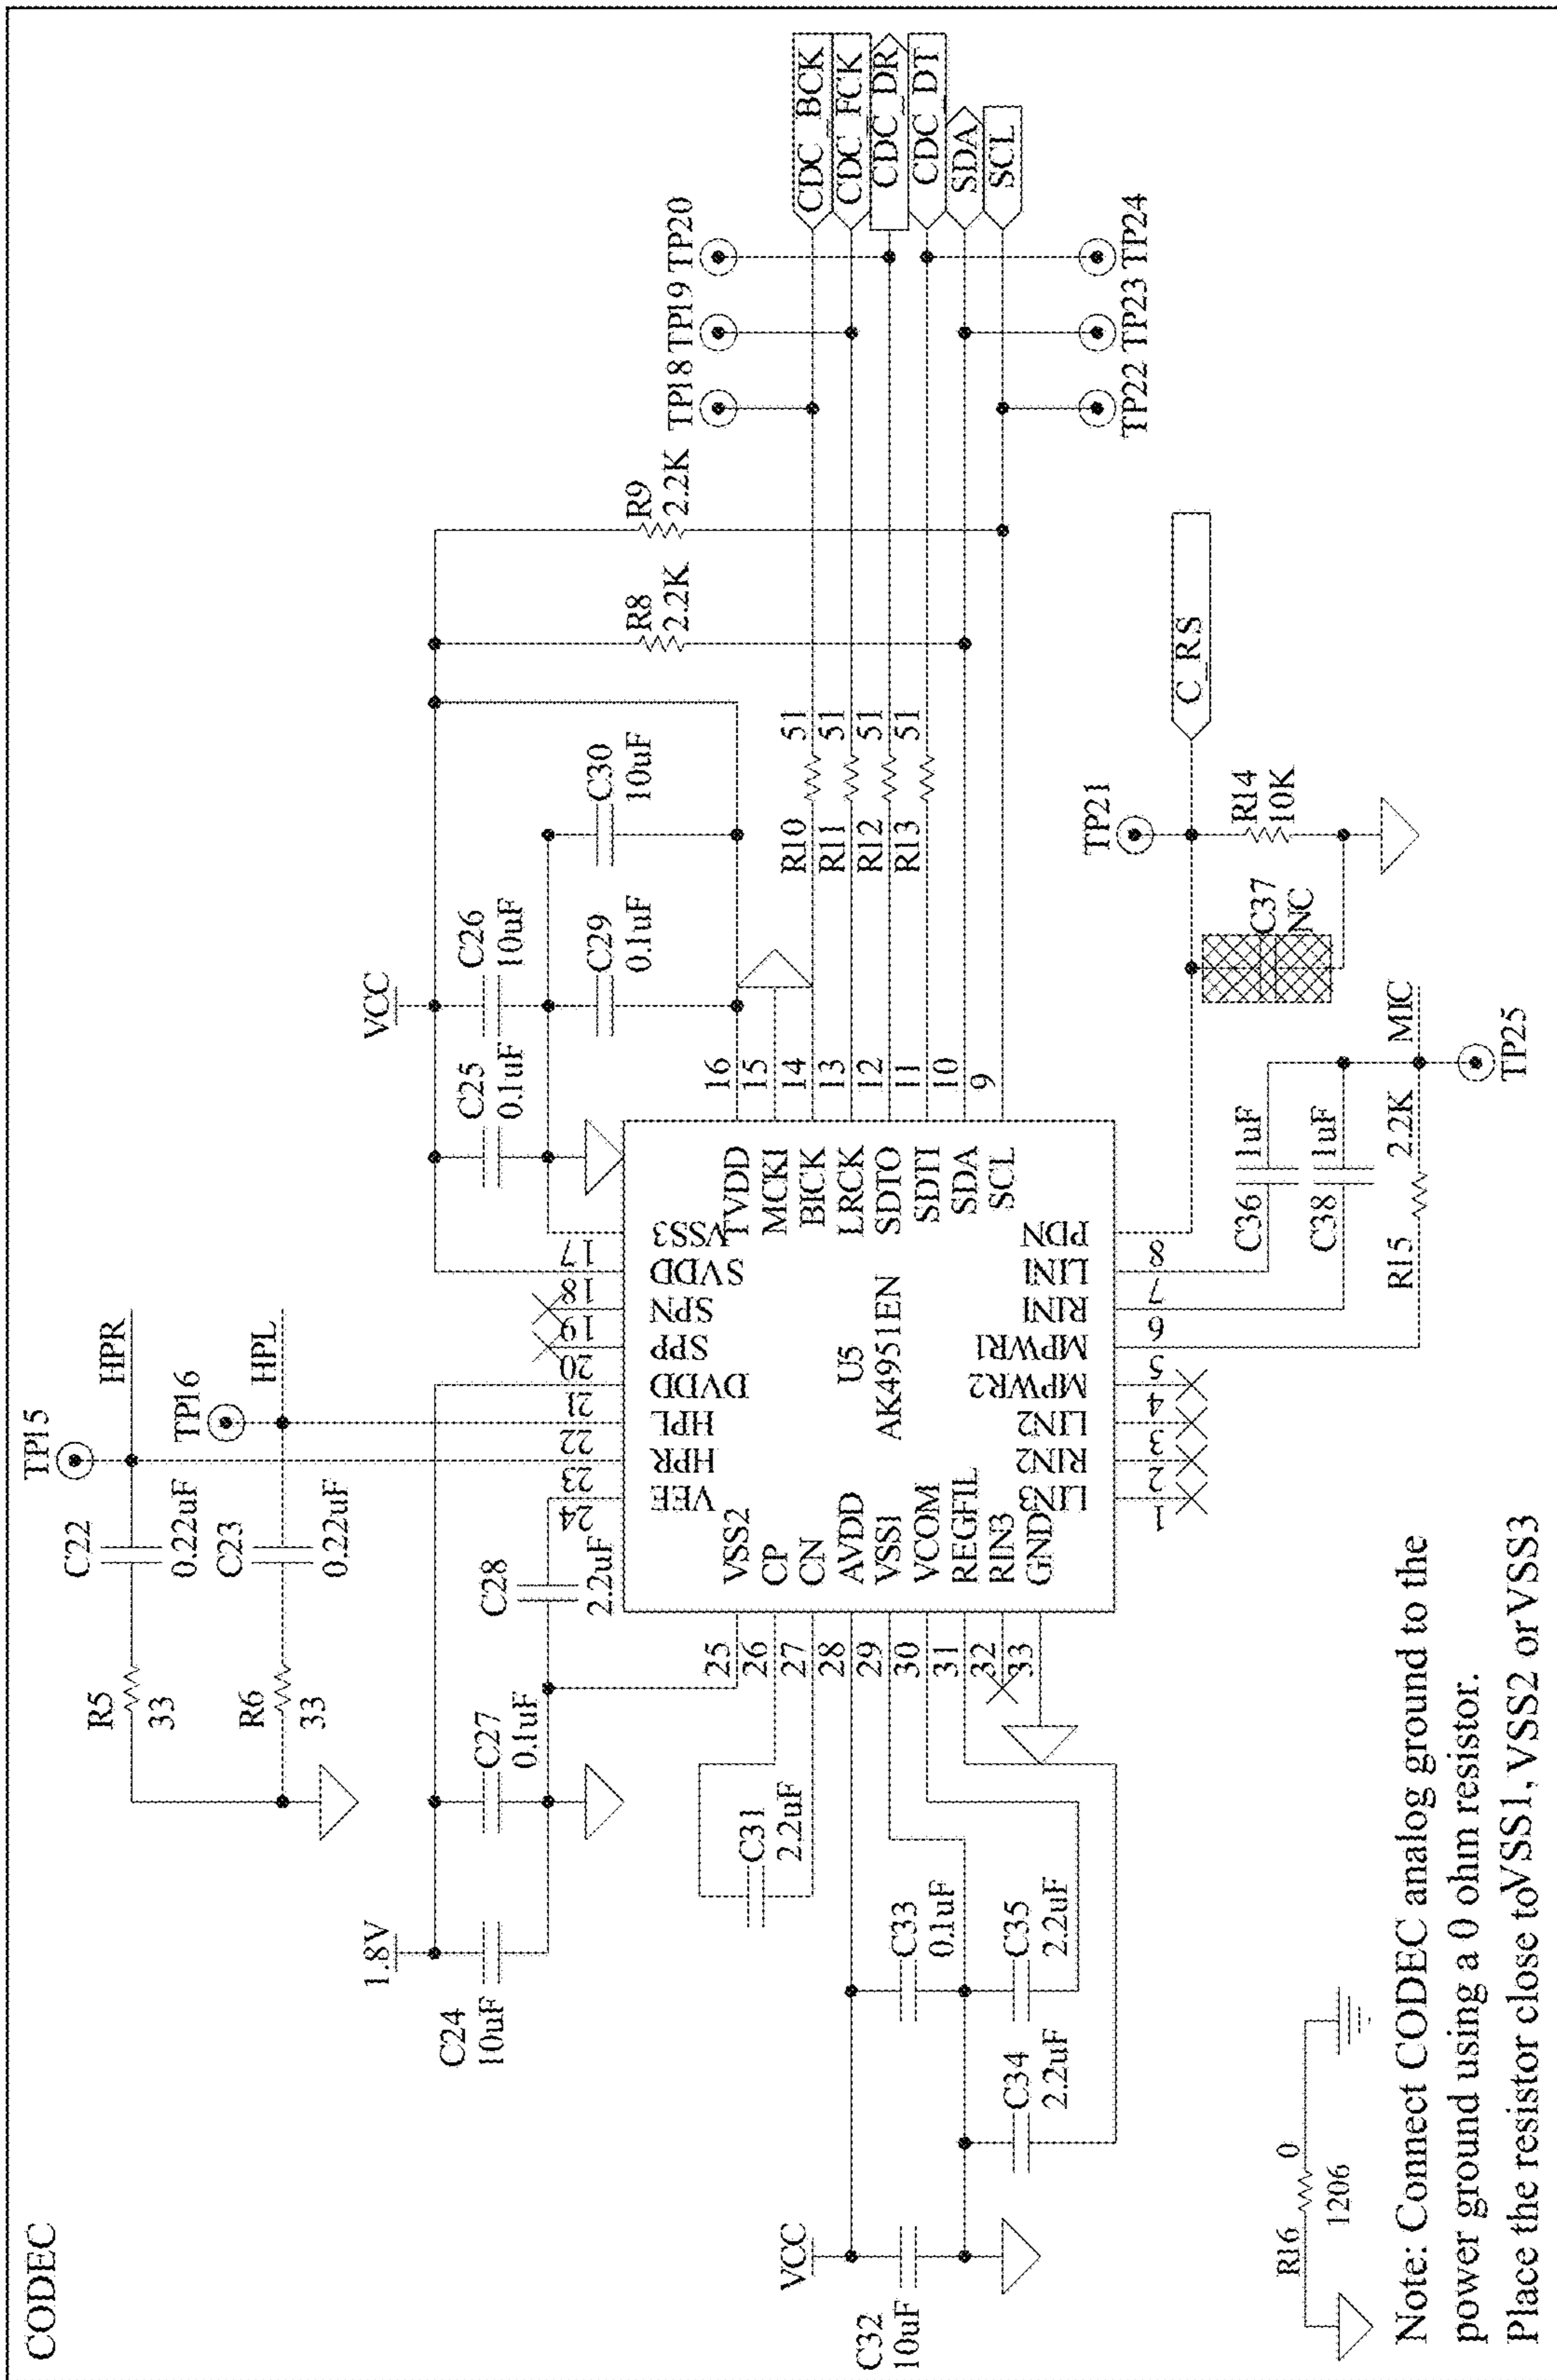 CODEC
TP15
HPR
C22
0.22uF
R5
33
TP16
HPL
C23
0.22uF
R6
33
1.8V
C24
10uF
C27
0.1uF
C28
2.2uF
VCC
C25
0.1uF
C26
10uF
C29
0.1uF
C30
10uF
R8
2.2K
R9
2.2K
TP18
TP19
TP20
CDC_BCK
CDC_FCK
CDC_DR
CDC_DT
SDA
SCL
TP22
TP23
TP24
R10
51
R11
51
R12
51
R13
51
24
23
22
21
20
19
18
17
VEE
HPR
HPL
DVDD
SPP
SPN
SVDD
VSS3
25
VSS2
26
CP
27
CN
28
AVDD
29
VSS1
30
VCOM
31
REGFIL
32
RIN3
33
GND
U5
AK4951EN
TVDD
16
MCKI
15
BICK
14
LRCK
13
SDTO
12
SDTI
11
SDA
10
SCL
9
LIN3
RIN2
LIN2
MPWR2
MPWR1
RIN1
LIN1
PDN
1
2
3
4
5
6
7
8
C31
2.2uF
VCC
C32
10uF
C33
0.1uF
C34
2.2uF
C35
2.2uF
TP21
C_RS
R14
10K
C37
NC
C36
1uF
C38
1uF
R15
2.2K
MIC
TP25
R16
0
1206
Note: Connect CODEC analog ground to the
power ground using a 0 ohm resistor.
Place the resistor close to VSS1, VSS2 or VSS3